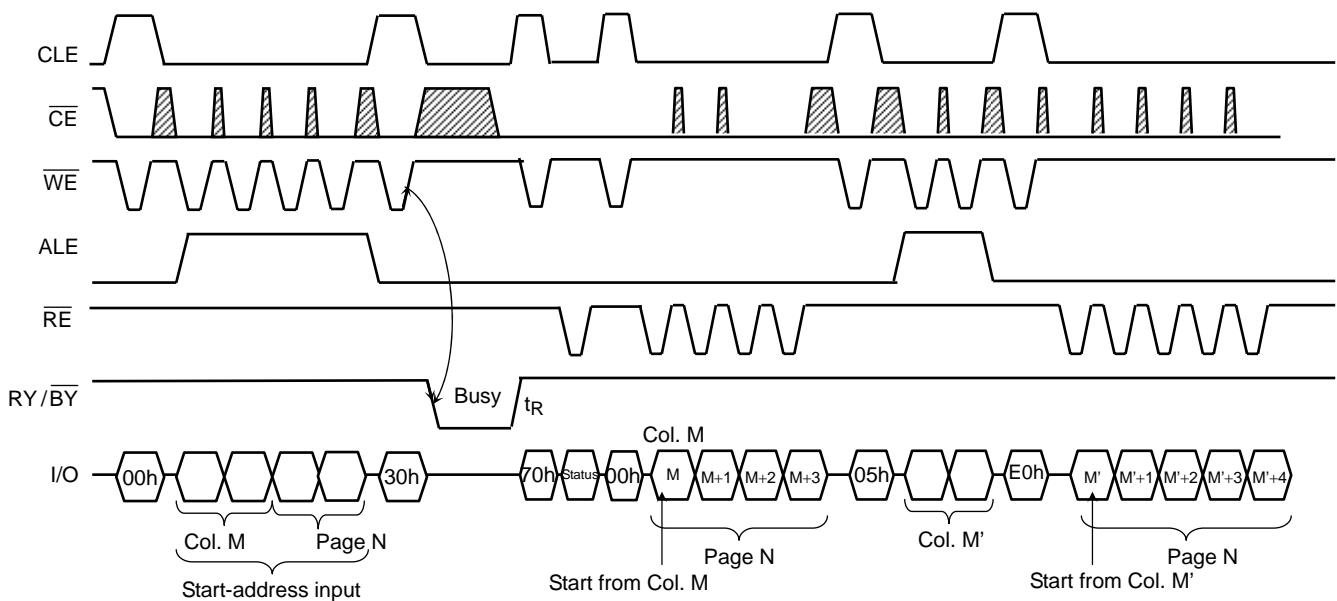 CLE
CE
WE
ALE
RE
RY/BY
Busy
tR
Col. M
I/O
00h
30h
70h
Status
00h
M
M+1
M+2
M+3
05h
E0h
M'
M'+1
M'+2
M'+3
M'+4
Col. M
Page N
Page N
Col. M'
Page N
Start-address input
Start from Col. M
Start from Col. M'